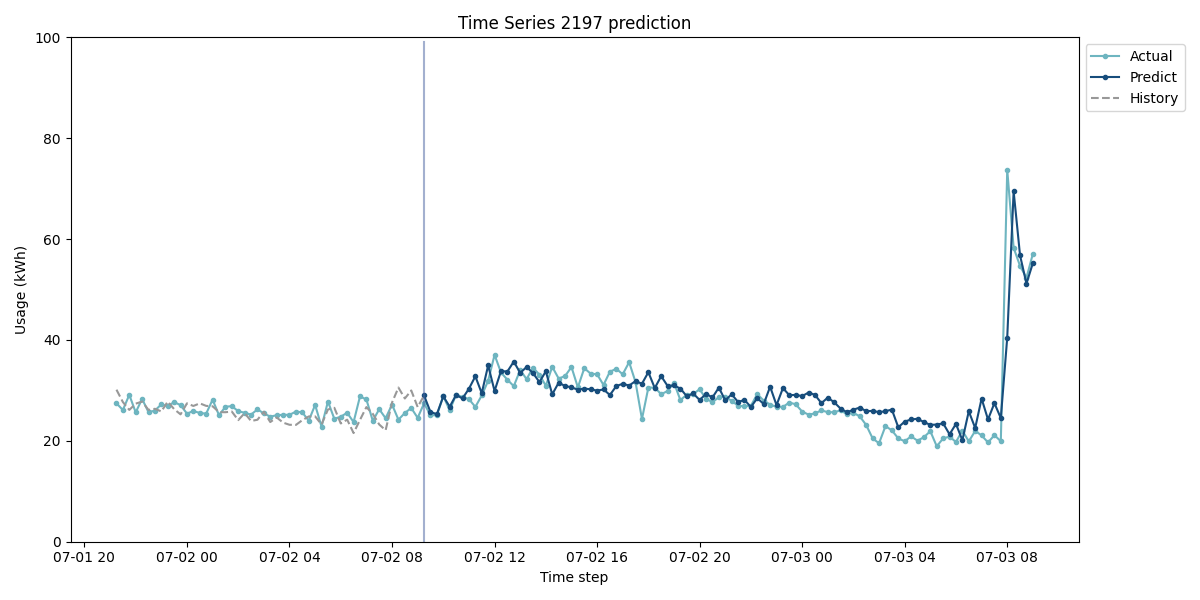 Time Series 2197 prediction
100
80
60
40
20
0
Usage (kWh)
07-01 20
07-02 00
07-02 04
07-02 08
07-02 12
07-02 16
07-02 20
07-03 00
07-03 04
07-03 08
Time step
Actual
Predict
History